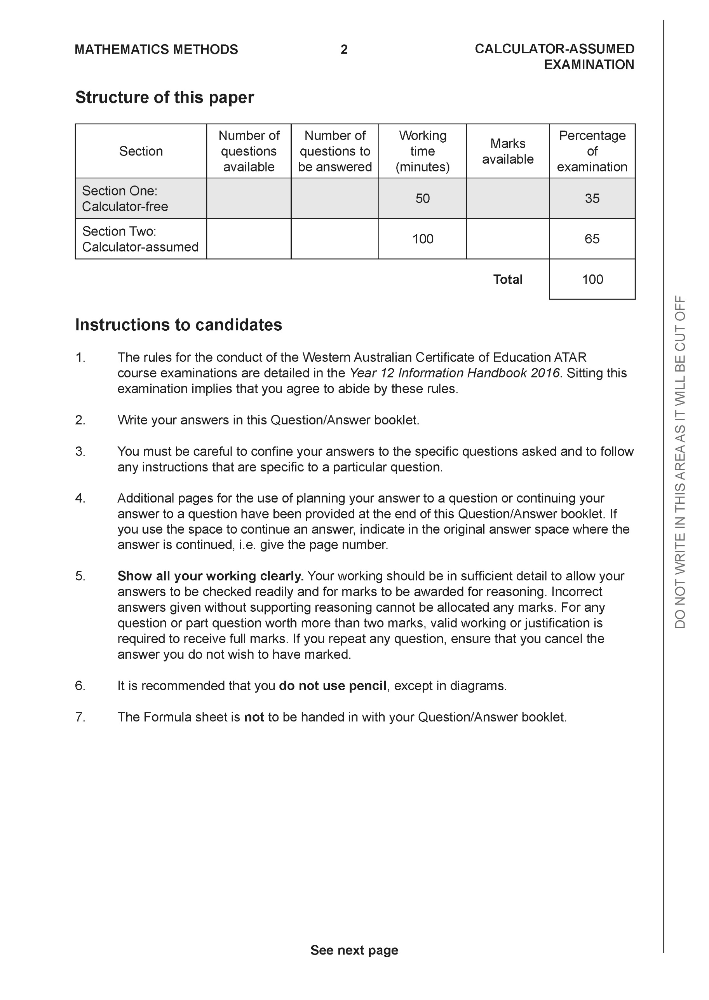 MATHEMATICS METHODS
2
CALCULATOR-ASSUMED
EXAMINATION
Structure of this paper
Section
Number of
questions
available
Number of
questions to
be answered
Working
time
(minutes)
Marks
available
Percentage
of
examination
Section One:
Calculator-free
50
35
Section Two:
Calculator-assumed
100
65
Total
100
Instructions to candidates
1. The rules for the conduct of the Western Australian Certificate of Education ATAR
course examinations are detailed in the Year 12 Information Handbook 2016. Sitting this
examination implies that you agree to abide by these rules.
2. Write your answers in this Question/Answer booklet.
3. You must be careful to confine your answers to the specific questions asked and to follow
any instructions that are specific to a particular question.
4. Additional pages for the use of planning your answer to a question or continuing your
answer to a question have been provided at the end of this Question/Answer booklet. If
you use the space to continue an answer, indicate in the original answer space where the
answer is continued, i.e. give the page number.
5. Show all your working clearly. Your working should be in sufficient detail to allow your
answers to be checked readily and for marks to be awarded for reasoning. Incorrect
answers given without supporting reasoning cannot be allocated any marks. For any
question or part question worth more than two marks, valid working or justification is
required to receive full marks. If you repeat any question, ensure that you cancel the
answer you do not wish to have marked.
6. It is recommended that you do not use pencil, except in diagrams.
7. The Formula sheet is not to be handed in with your Question/Answer booklet.
See next page
DO NOT WRITE IN THIS AREA AS IT WILL BE CUT OFF